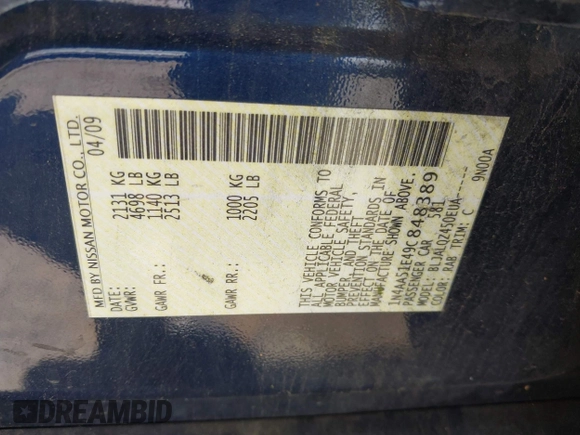 MFD BY NISSAN MOTOR CO., LTD.
04/09
GVWR: 2131 KG
4698 LB
GAWR FR.: 1140 KG
2513 LB
GAWR RR.: 1000 KG
2205 LB
THIS VEHICLE CONFORMS TO
ALL APPLICABLE FEDERAL
MOTOR VEHICLE SAFETY,
BUMPER, AND THEFT
PREVENTION STANDARDS IN
EFFECT ON THE DATE OF
MANUFACTURE SHOWN ABOVE.
1N4AA51E49C848389
PASSENGER CAR 581
MODEL: BLJALQZ450EUA-----
COLOR: RAB TRIM: C 9N00A
DREAMBID